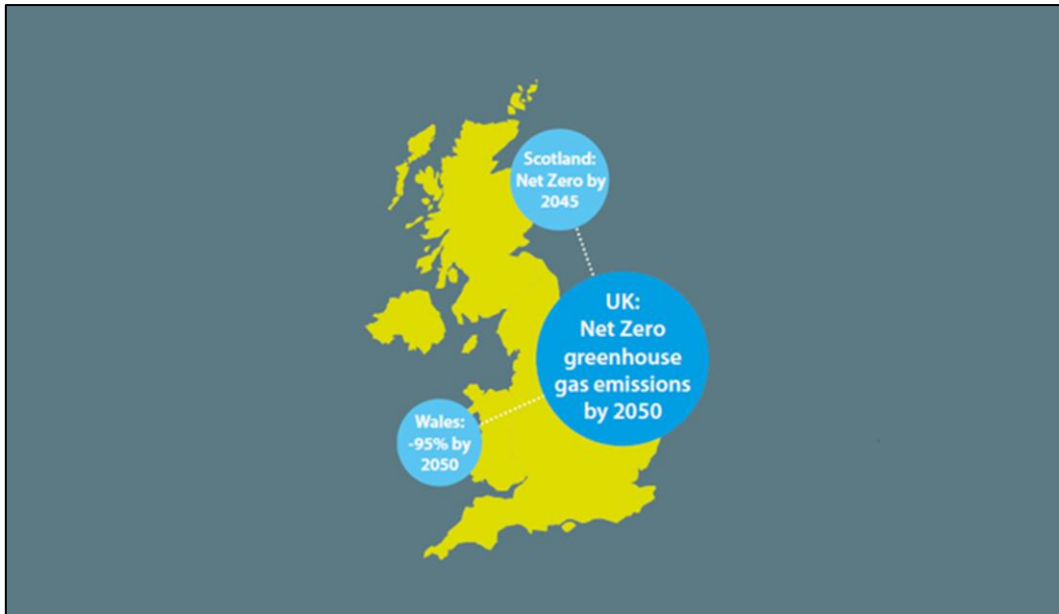 Scotland:
Net Zero by
2045
UK:
Net Zero
greenhouse
gas emissions
by 2050
Wales:
-95% by
2050